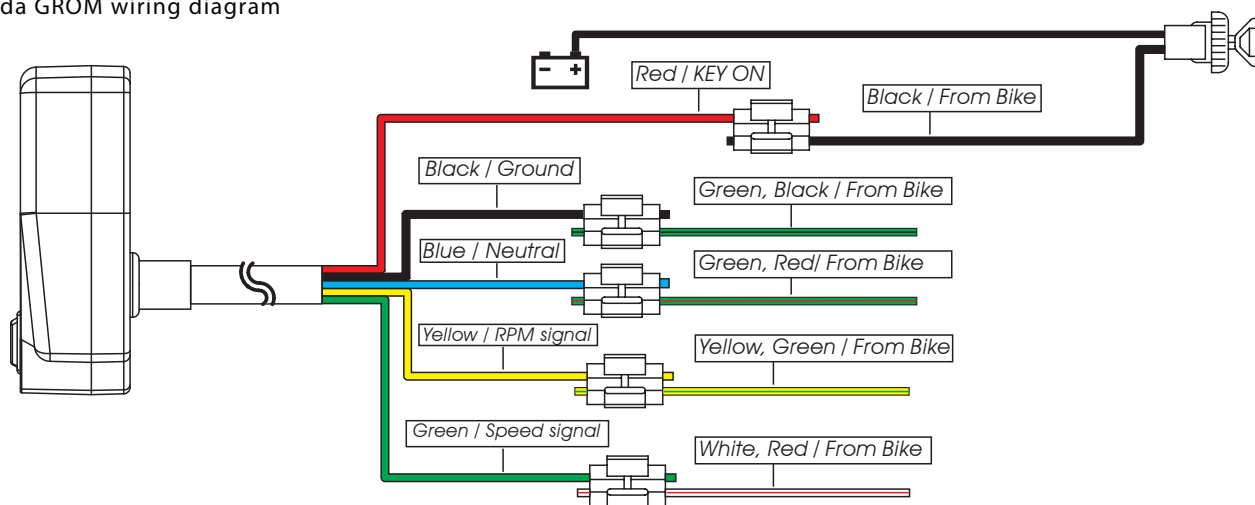 da GROM wiring diagram
- +
Red / KEY ON
Black / From Bike
Black / Ground
Green, Black / From Bike
Blue / Neutral
Green, Red/ From Bike
Yellow / RPM signal
Yellow, Green / From Bike
Green / Speed signal
White, Red / From Bike